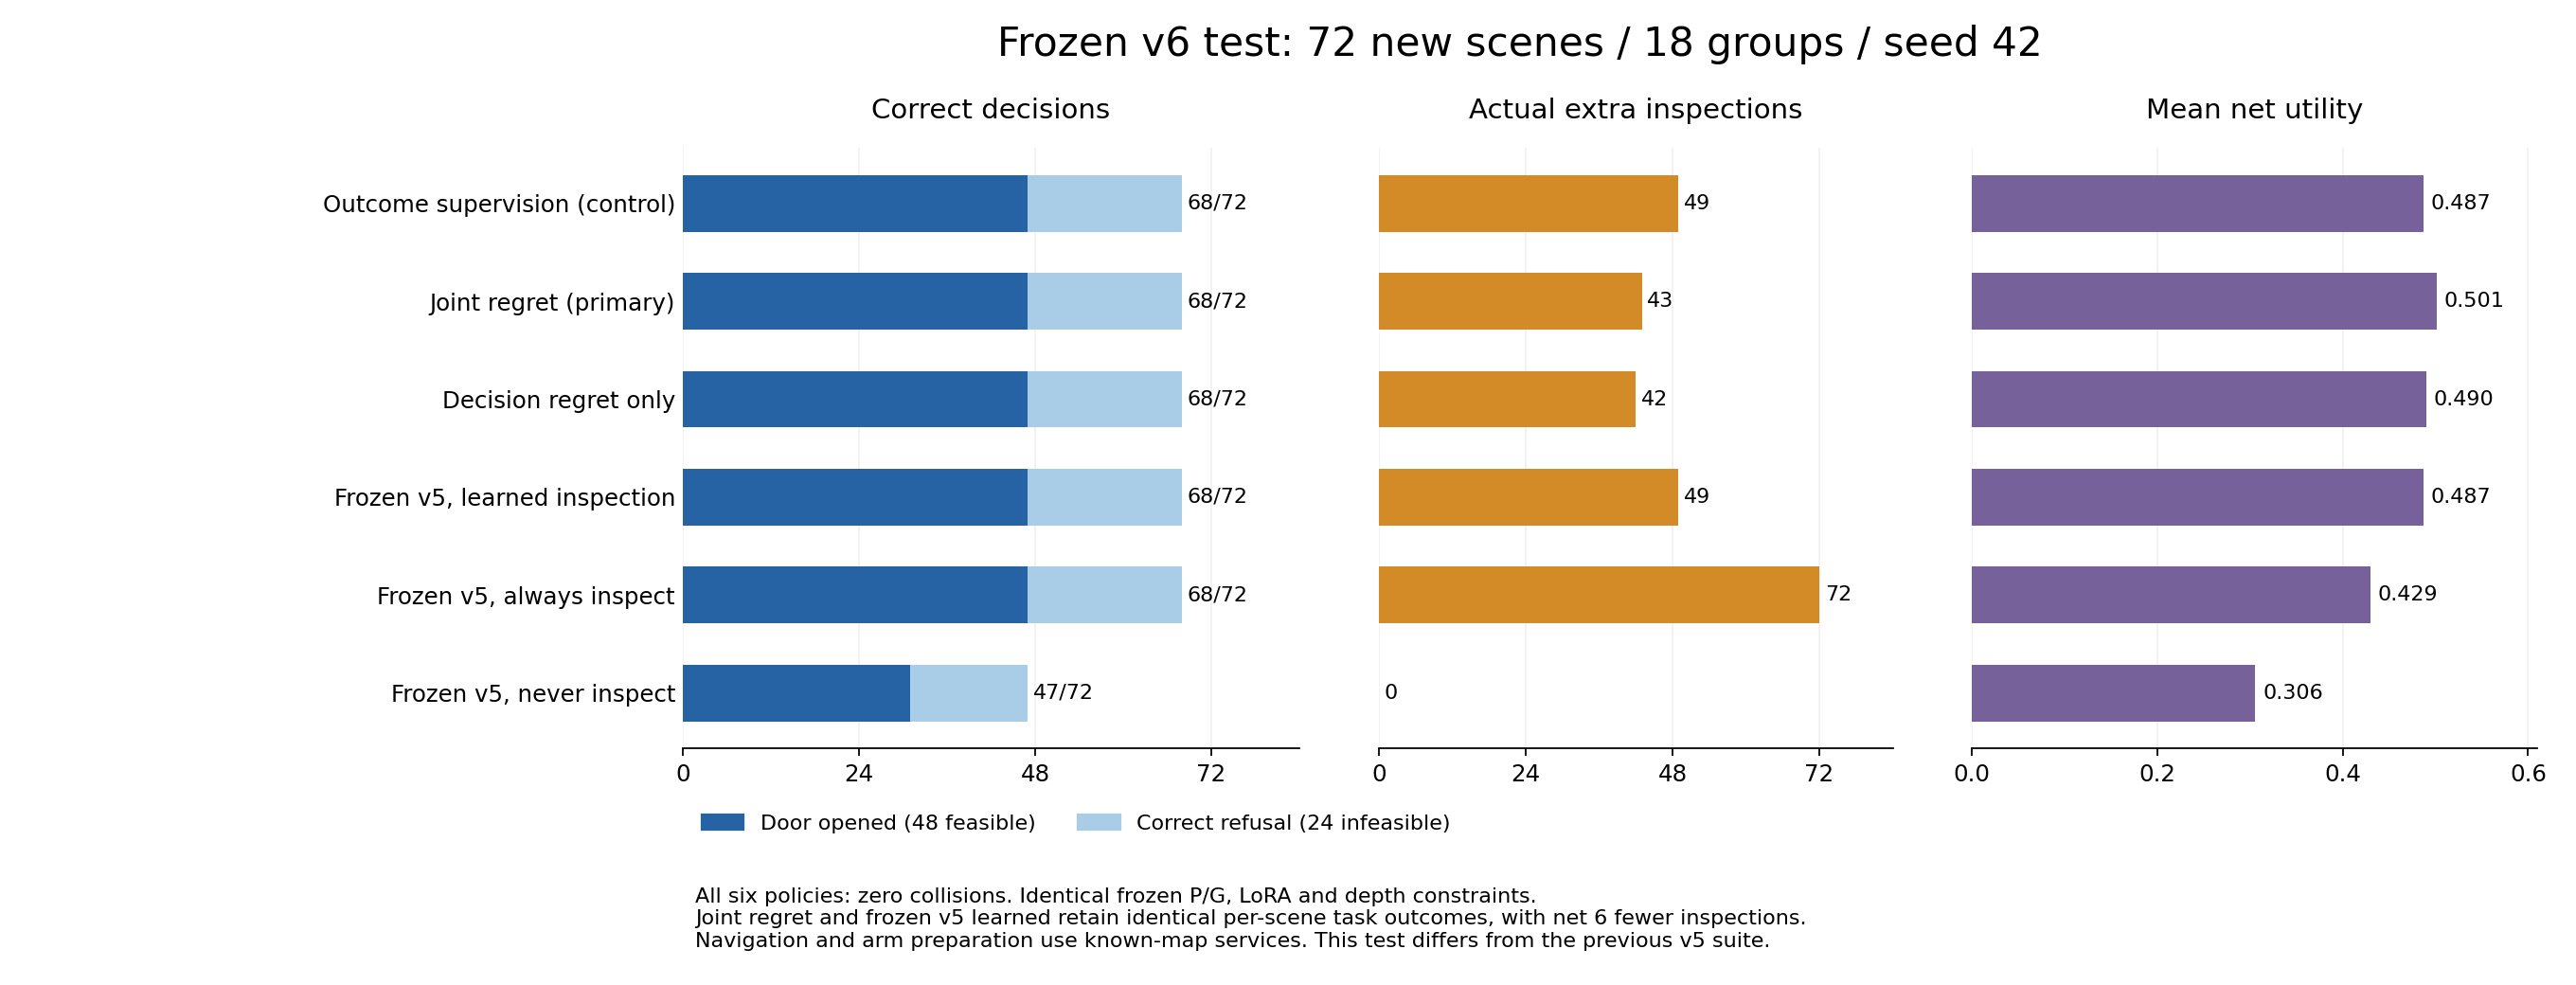 Frozen v6 test: 72 new scenes / 18 groups / seed 42
Correct decisions
Actual extra inspections
Mean net utility
Outcome supervision (control)
68/72
49
0.487
Joint regret (primary)
68/72
43
0.501
Decision regret only
68/72
42
0.490
Frozen v5, learned inspection
68/72
49
0.487
Frozen v5, always inspect
68/72
72
0.429
Frozen v5, never inspect
47/72
0
0.306
0 24 48 72
0 24 48 72
0.0 0.2 0.4 0.6
Door opened (48 feasible)
Correct refusal (24 infeasible)
All six policies: zero collisions. Identical frozen P/G, LoRA and depth constraints.
Joint regret and frozen v5 learned retain identical per-scene task outcomes, with net 6 fewer inspections.
Navigation and arm preparation use known-map services. This test differs from the previous v5 suite.